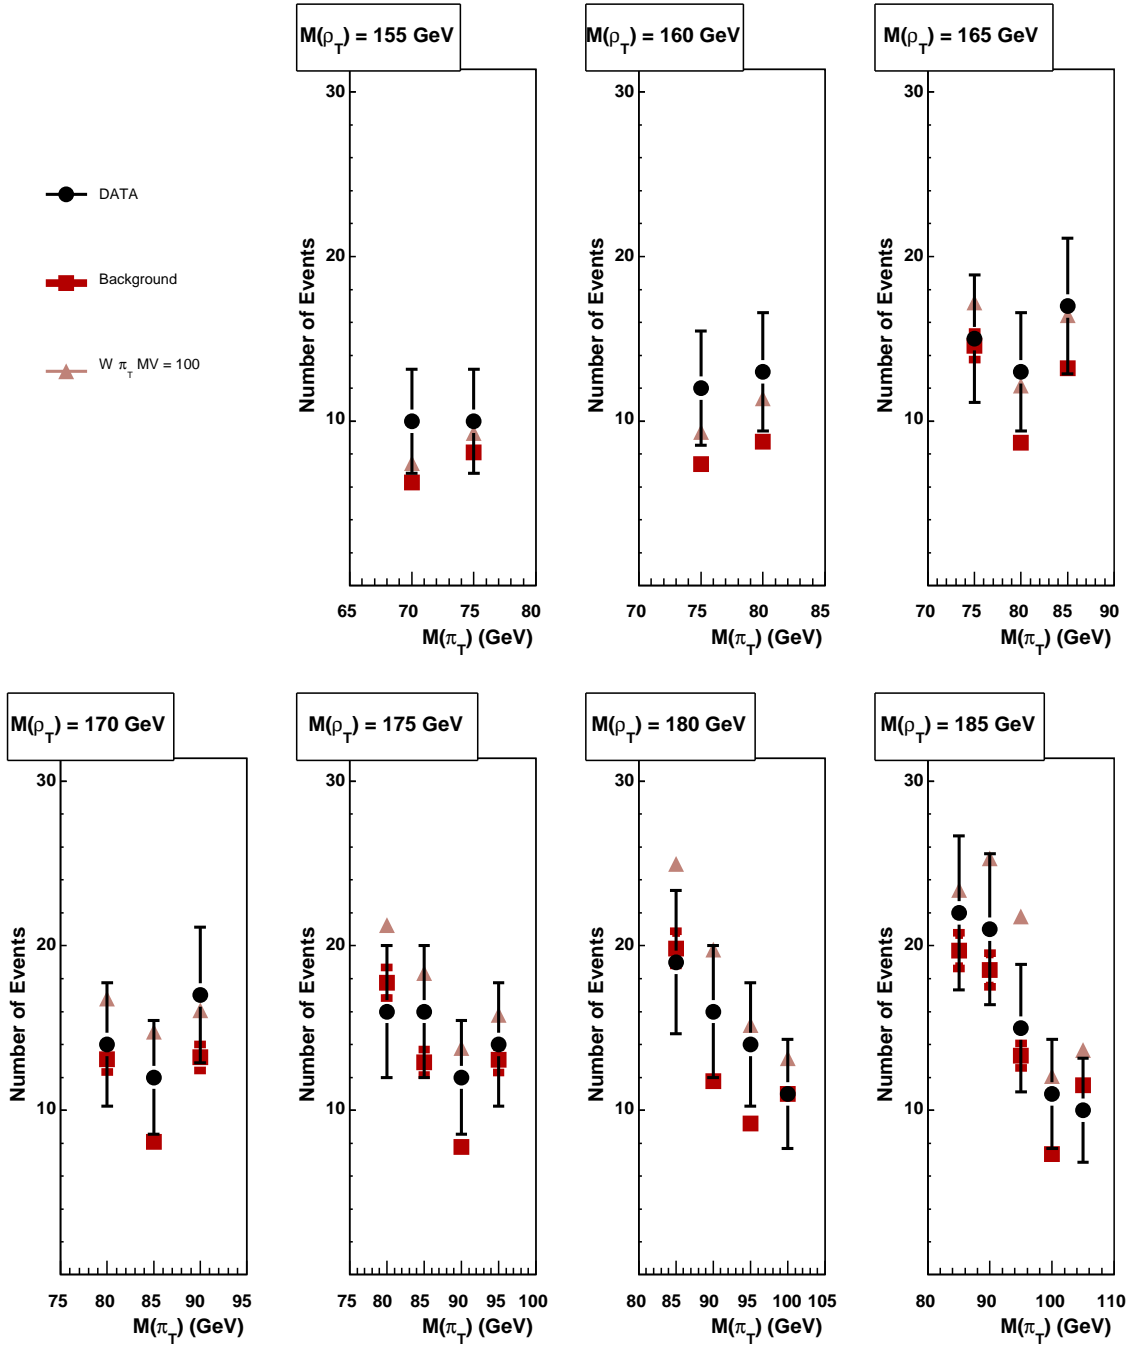 M(ρ_T) = 155 GeV
30
20
10
Number of Events
65 70 75 80
M(π_T) (GeV)
M(ρ_T) = 160 GeV
30
20
10
Number of Events
70 75 80 85
M(π_T) (GeV)
M(ρ_T) = 165 GeV
30
20
10
Number of Events
70 75 80 85 90
M(π_T) (GeV)
DATA
Background
W π_T MV = 100
M(ρ_T) = 170 GeV
30
20
10
Number of Events
75 80 85 90 95
M(π_T) (GeV)
M(ρ_T) = 175 GeV
30
20
10
Number of Events
75 80 85 90 95 100
M(π_T) (GeV)
M(ρ_T) = 180 GeV
30
20
10
Number of Events
80 85 90 95 100 105
M(π_T) (GeV)
M(ρ_T) = 185 GeV
30
20
10
Number of Events
80 90 100 110
M(π_T) (GeV)